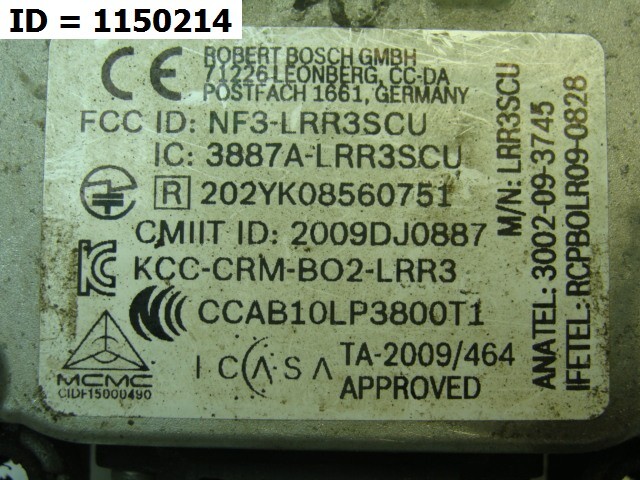 ID = 1150214
CE
ROBERT BOSCH GMBH
71226 LEONBERG, CC-DA
POSTFACH 1661, GERMANY
FCC ID: NF3-LRR3SCU
IC: 3887A-LRR3SCU
R 202YK08560751
CMIIT ID: 2009DJ0887
KCC-CRM-BO2-LRR3
CCAB10LP3800T1
MCMC
CIDF15000490
ICASA
TA-2009/464
APPROVED
M/N: LRR3SCU
ANATEL: 3002-09-3745
IFETEL: RCPBOLR09-0828